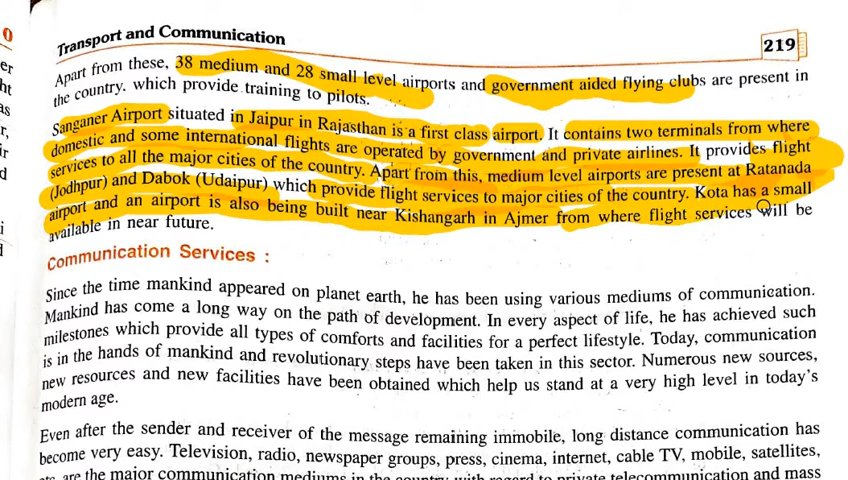 Transport and Communication
219
Apart from these, 38 medium and 28 small level airports and government aided flying clubs are present in
the country, which provide training to pilots.
Sanganer Airport situated in Jaipur in Rajasthan is a first class airport. It contains two terminals from where
domestic and some international flights are operated by government and private airlines. It provides flight
services to all the major cities of the country. Apart from this, medium level airports are present at Ratanada
(Jodhpur) and Dabok (Udaipur) which provide flight services to major cities of the country. Kota has a small
airport and an airport is also being built near Kishangarh in Ajmer from where flight services will be
available in near future.
Communication Services :
Since the time mankind appeared on planet earth, he has been using various mediums of communication.
Mankind has come a long way on the path of development. In every aspect of life, he has achieved such
milestones which provide all types of comforts and facilities for a perfect lifestyle. Today, communication
is in the hands of mankind and revolutionary steps have been taken in this sector. Numerous new sources,
new resources and new facilities have been obtained which help us stand at a very high level in today's
modern age.
Even after the sender and receiver of the message remaining immobile, long distance communication has
become very easy. Television, radio, newspaper groups, press, cinema, internet, cable TV, mobile, satellites,
etc. are the major communication mediums in the country with regard to private telecommunication and mass